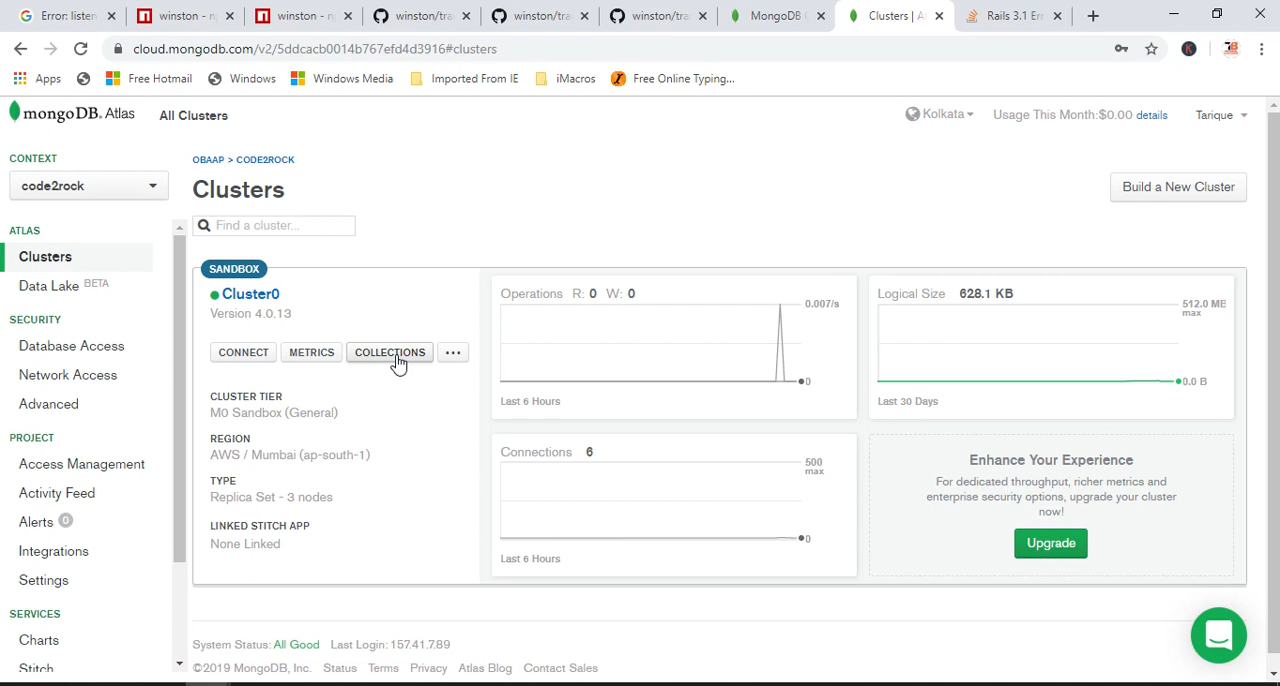 Error: listen
winston - np
winston - np
winston/tra
winston/tra
winston/tra
MongoDB C
Clusters | A
Rails 3.1 Err
cloud.mongodb.com/v2/5ddcacb0014b767efd4d3916#clusters
Apps
Free Hotmail
Windows
Windows Media
Imported From IE
iMacros
Free Online Typing...
mongoDB. Atlas
All Clusters
Kolkata
Usage This Month:$0.00 details
Tarique
CONTEXT
code2rock
ATLAS
Clusters
Data Lake BETA
SECURITY
Database Access
Network Access
Advanced
PROJECT
Access Management
Activity Feed
Alerts 0
Integrations
Settings
SERVICES
Charts
Stitch
OBAAP > CODE2ROCK
Clusters
Build a New Cluster
Find a cluster...
SANDBOX
Cluster0
Version 4.0.13
CONNECT
METRICS
COLLECTIONS
...
CLUSTER TIER
M0 Sandbox (General)
REGION
AWS / Mumbai (ap-south-1)
TYPE
Replica Set - 3 nodes
LINKED STITCH APP
None Linked
Operations R: 0 W: 0
0.007/s
0
Last 6 Hours
Logical Size 628.1 KB
512.0 MB
max
0.0 B
Last 30 Days
Connections 6
500
max
0
Last 6 Hours
Enhance Your Experience
For dedicated throughput, richer metrics and
enterprise security options, upgrade your cluster
now!
Upgrade
System Status: All Good Last Login: 157.41.7.89
©2019 MongoDB, Inc. Status Terms Privacy Atlas Blog Contact Sales